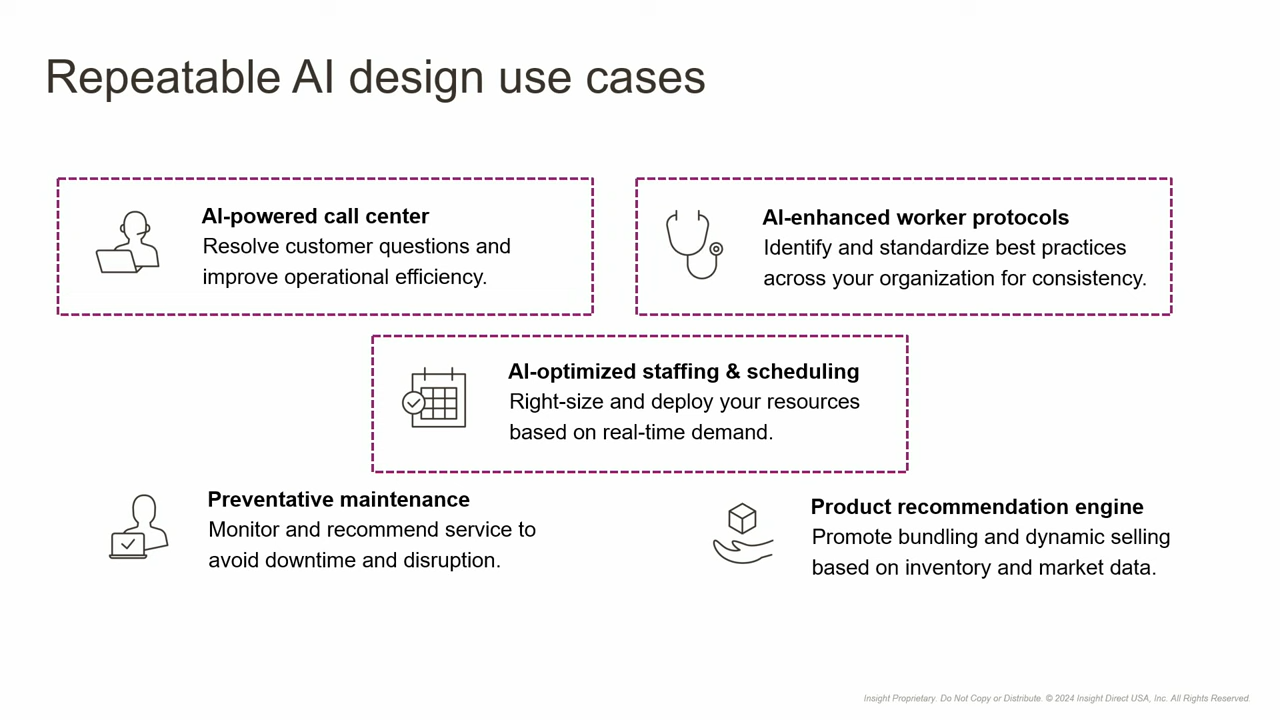 Repeatable AI design use cases
AI-powered call center
Resolve customer questions and
improve operational efficiency.
AI-enhanced worker protocols
Identify and standardize best practices
across your organization for consistency.
AI-optimized staffing & scheduling
Right-size and deploy your resources
based on real-time demand.
Preventative maintenance
Monitor and recommend service to
avoid downtime and disruption.
Product recommendation engine
Promote bundling and dynamic selling
based on inventory and market data.
Insight Proprietary. Do Not Copy or Distribute. © 2024 Insight Direct USA, Inc. All Rights Reserved.